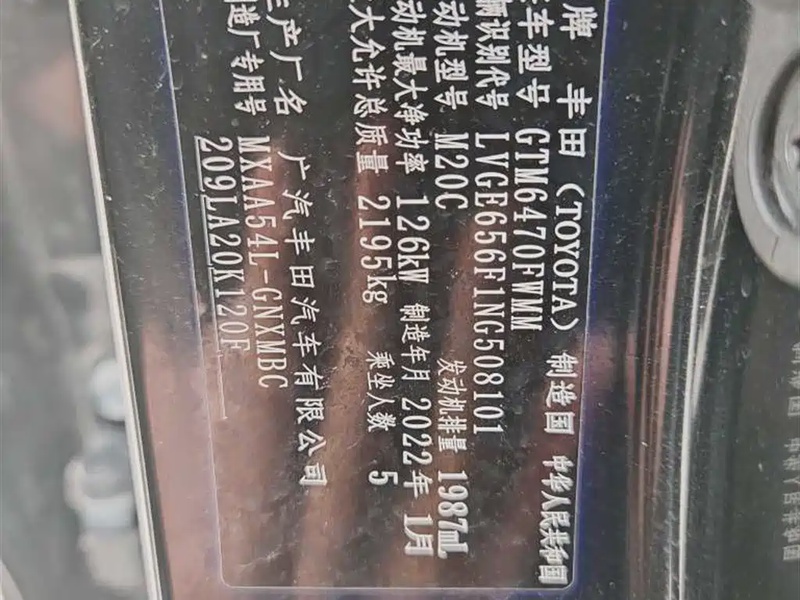 牌 丰田（TOYOTA） 制造国 中华人民共和国
车型号 GTM6470FWMM
识别代号 LVGE656F1NG508101
动机型号 M20C 发动机排量 1987mL
动机最大净功率 126kW 制造年月 2022年 1月
大允许总质量 2195kg 乘坐人数 5
生产厂名 广汽丰田汽车有限公司
造厂专用号 MXAA54L-GNXMBC
209LA20K120F